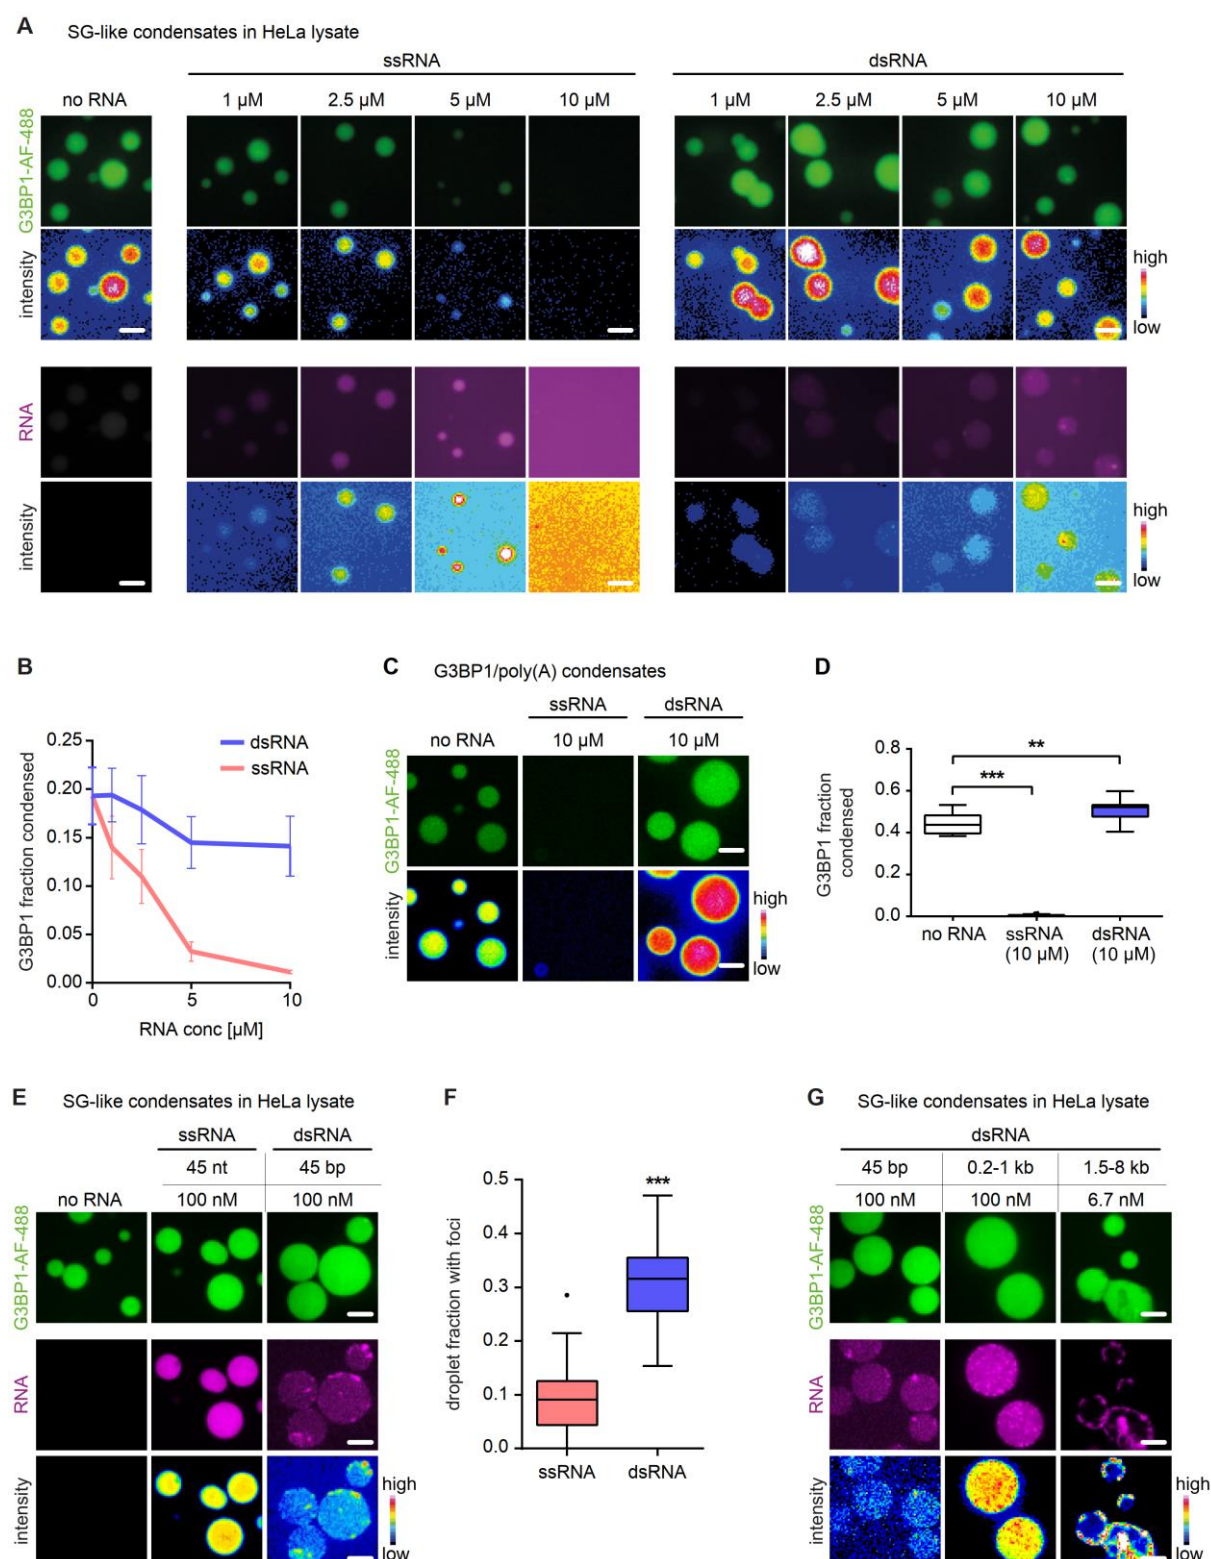 A SG-like condensates in HeLa lysate
ssRNA dsRNA
no RNA 1 µM 2.5 µM 5 µM 10 µM 1 µM 2.5 µM 5 µM 10 µM
G3BP1-AF-488
intensity
high
low
RNA
intensity
high
low
B
G3BP1 fraction condensed
0.25
0.20
0.15
0.10
0.05
0.00
0 5 10
RNA conc [µM]
dsRNA
ssRNA
C G3BP1/poly(A) condensates
ssRNA dsRNA
no RNA 10 µM 10 µM
G3BP1-AF-488
intensity
high
low
D
G3BP1 fraction
condensed
0.8
0.6
0.4
0.2
0.0
**
***
no RNA ssRNA dsRNA
(10 µM) (10 µM)
E SG-like condensates in HeLa lysate
ssRNA dsRNA
45 nt 45 bp
no RNA 100 nM 100 nM
G3BP1-AF-488
RNA
intensity
high
low
F
droplet fraction with foci
0.5
0.4
0.3
0.2
0.1
0.0
***
ssRNA dsRNA
G SG-like condensates in HeLa lysate
dsRNA
45 bp 0.2-1 kb 1.5-8 kb
100 nM 100 nM 6.7 nM
G3BP1-AF-488
RNA
intensity
high
low